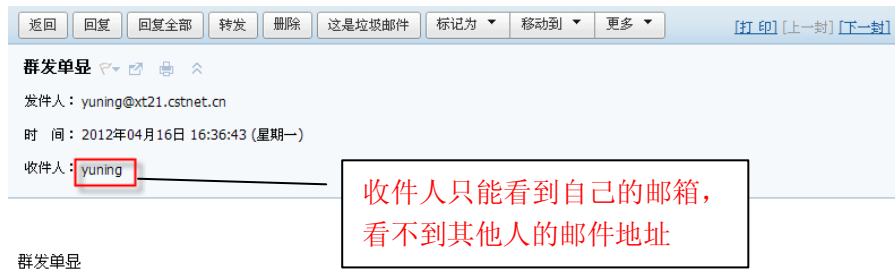 返回 回复 回复全部 转发 删除 这是垃圾邮件 标记为 移动到 更多 [打 印] [上一封] [下一封]
群发单显
发件人：yuning@xt21.cstnet.cn
时 间：2012年04月16日 16:36:43 (星期一)
收件人：yuning
收件人只能看到自己的邮箱，
看不到其他人的邮件地址
群发单显